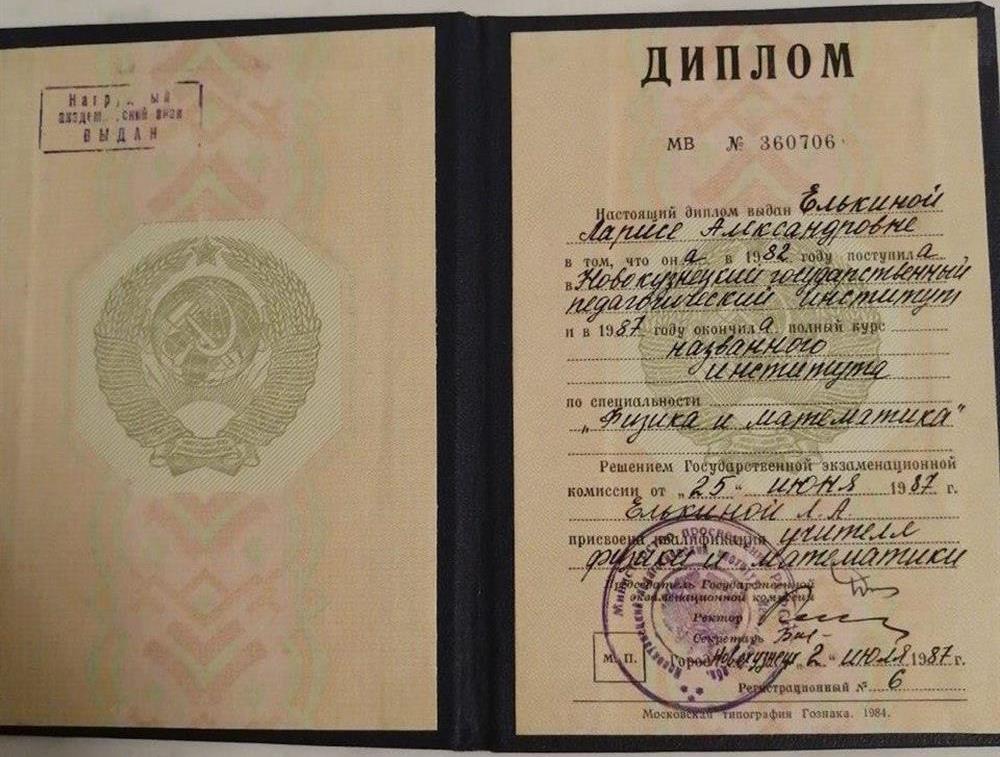 Нагрудный
академический знак
ВЫДАН
ДИПЛОМ
МВ № 360706
Настоящий диплом выдан Елькиной
Ларисе Александровне
в том, что она в 1982 году поступила
в Новокузнецкий государственный
педагогический институт
и в 1987 году окончила полный курс
названного
института
по специальности
„Физика и математика"
Решением Государственной экзаменационной
комиссии от „25" июня 1987 г.
Елькиной Л.А
присвоена квалификация учителя
физики и математики
Председатель Государственной
экзаменационной комиссии
Ректор
Секретарь
М. П.
Город Новокузнецк „2" июля 1987 г.
Регистрационный № 6
Московская типография Гознака. 1984.